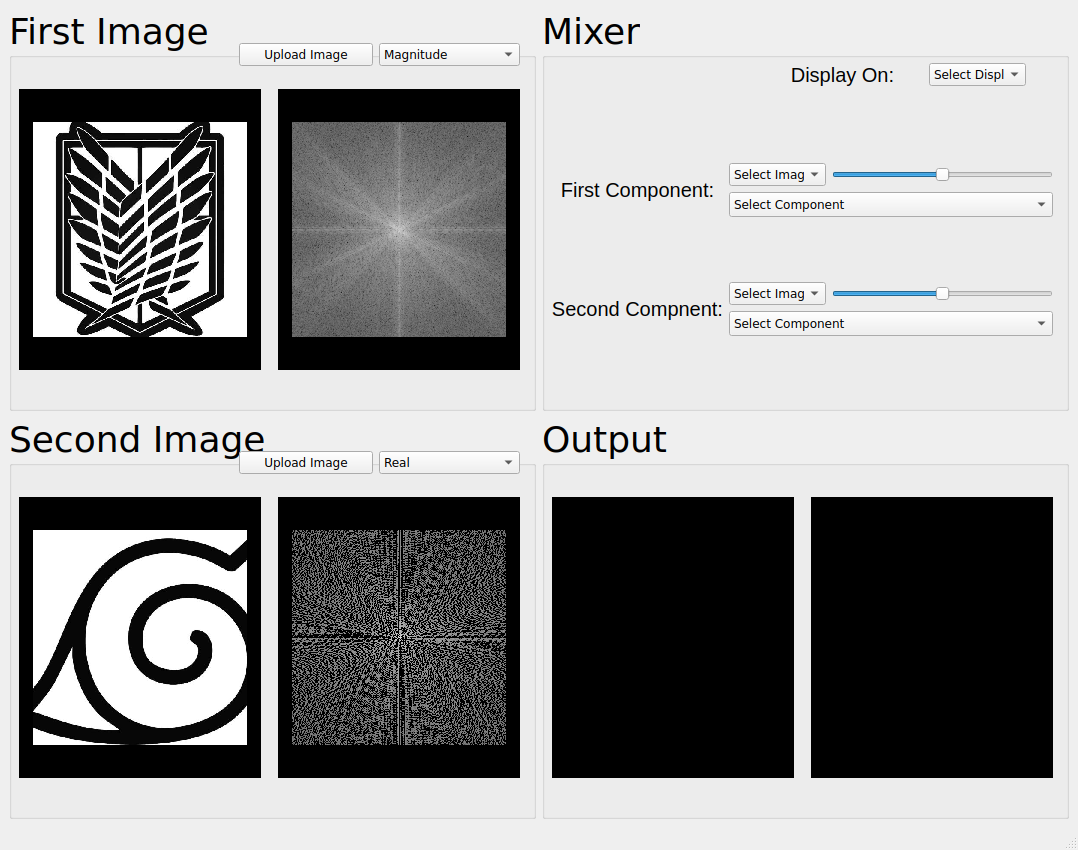 First Image
Upload Image
Magnitude
Mixer
Display On:
Select Displ
First Component:
Select Imag
Select Component
Second Compnent:
Select Imag
Select Component
Second Image
Upload Image
Real
Output